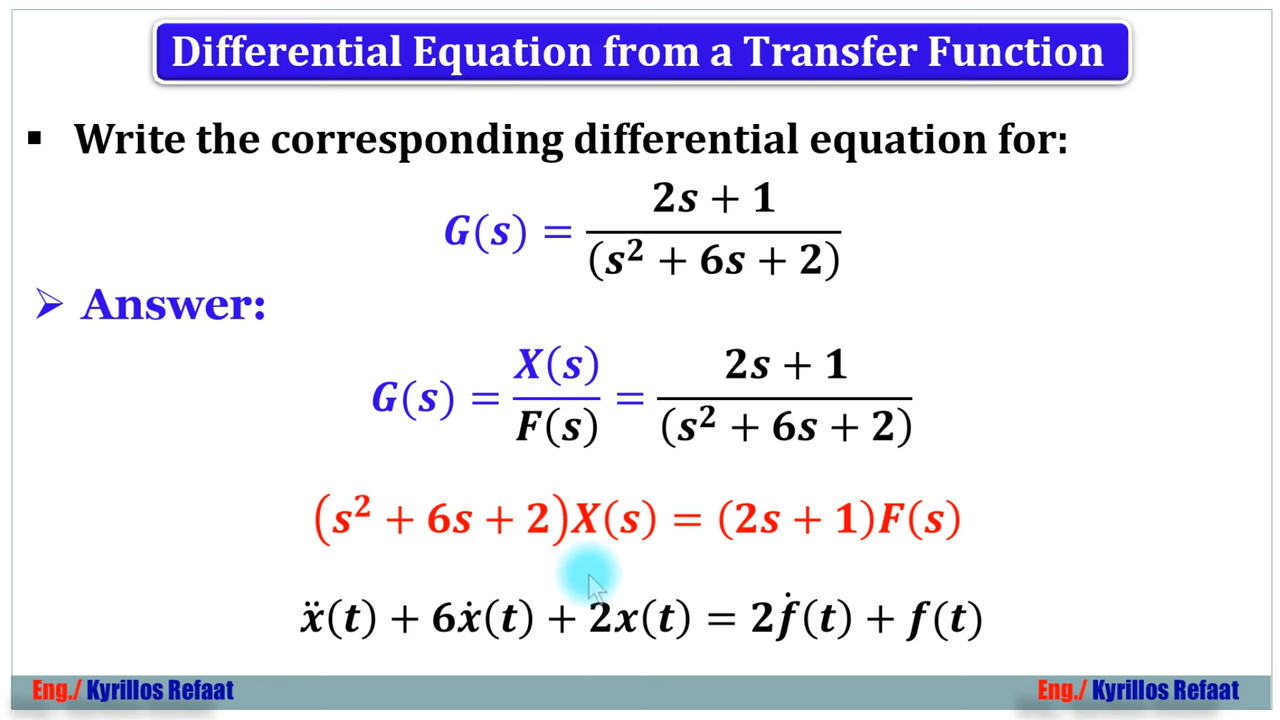 Differential Equation from a Transfer Function
▪ Write the corresponding differential equation for:
G(s) = (2s + 1) / (s² + 6s + 2)
➢ Answer:
G(s) = X(s) / F(s) = (2s + 1) / (s² + 6s + 2)
(s² + 6s + 2)X(s) = (2s + 1)F(s)
ẍ(t) + 6ẋ(t) + 2x(t) = 2ḟ(t) + f(t)
Eng./ Kyrillos Refaat
Eng./ Kyrillos Refaat